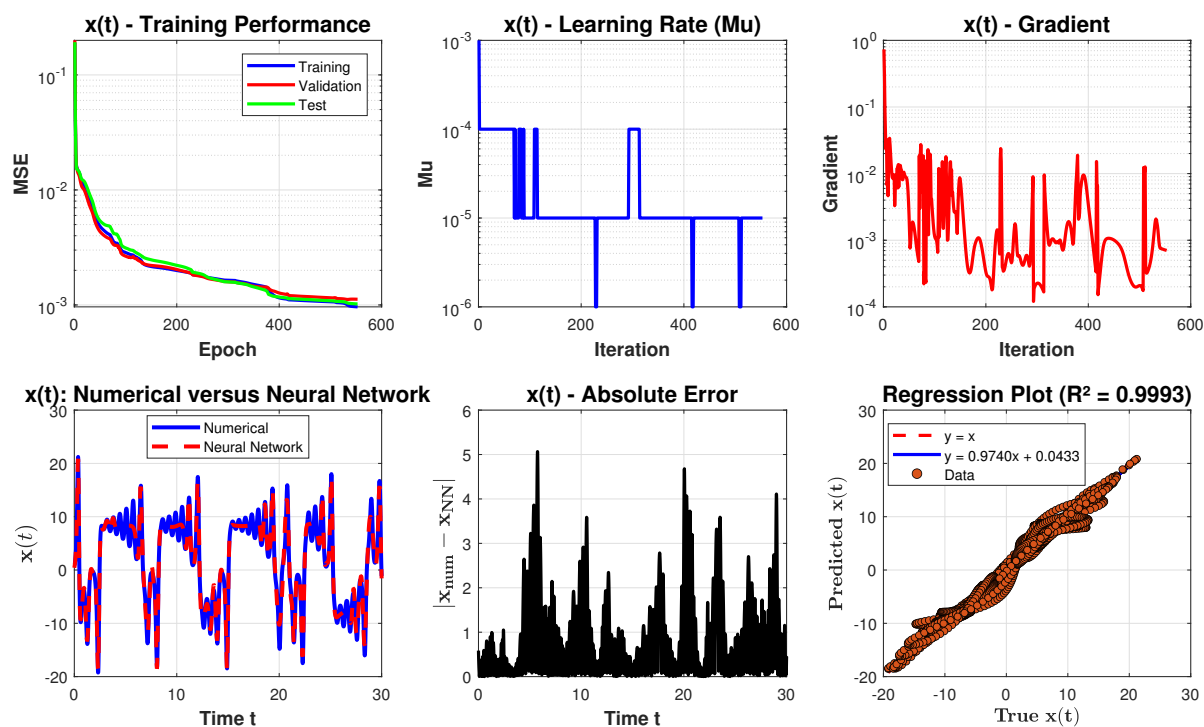 x(t) - Training Performance
10^-1
10^-2
10^-3
MSE
Training
Validation
Test
0 200 400 600
Epoch
x(t) - Learning Rate (Mu)
10^-3
10^-4
10^-5
10^-6
Mu
0 200 400 600
Iteration
x(t) - Gradient
10^0
10^-1
10^-2
10^-3
10^-4
Gradient
0 200 400 600
Iteration
x(t): Numerical versus Neural Network
30
20
10
0
-10
-20
x(t)
Numerical
Neural Network
0 10 20 30
Time t
x(t) - Absolute Error
6
5
4
3
2
1
0
|x_num − x_NN|
0 10 20 30
Time t
Regression Plot (R² = 0.9993)
30
20
10
0
-10
-20
Predicted x(t)
y = x
y = 0.9740x + 0.0433
Data
-20 -10 0 10 20 30
True x(t)